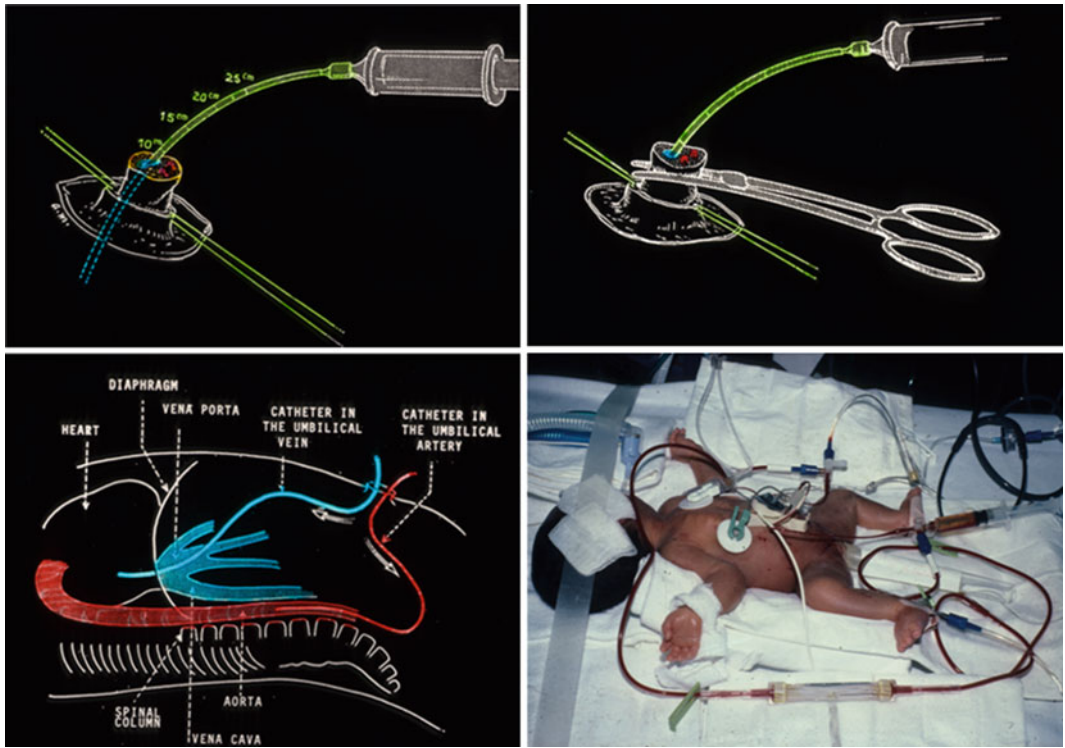 25cm
20cm
15cm
10cm
DIAPHRAGM
VENA PORTA
HEART
CATHETER IN
THE UMBILICAL
VEIN
CATHETER IN
THE UMBILICAL
ARTERY
SPINAL
COLUMN
AORTA
VENA CAVA